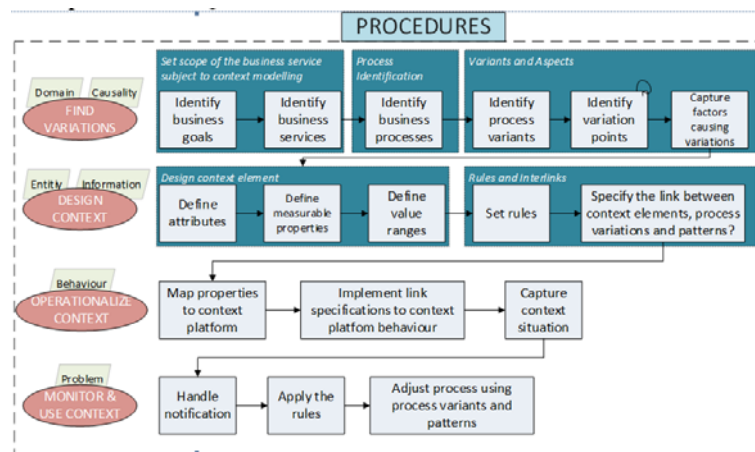 PROCEDURES
Set scope of the business service
subject to context modelling
Process
Identification
Variants and Aspects
Domain
Causality
FIND
VARIATIONS
Identify
business
goals
Identify
business
services
Identify
business
processes
Identify
process
variants
Identify
variation
points
Capture
factors
causing
variations
Entity
Information
DESIGN
CONTEXT
Design context element
Rules and Interlinks
Define
attributes
Define
measurable
properties
Define
value
ranges
Set rules
Specify the link between
context elements, process
variations and patterns?
Behaviour
OPERATIONALIZE
CONTEXT
Map properties
to context
platform
Implement link
specifications to context
platfom behaviour
Capture
context
situation
Problem
MONITOR &
USE CONTEXT
Handle
notification
Apply the
rules
Adjust process using
process variants and
patterns